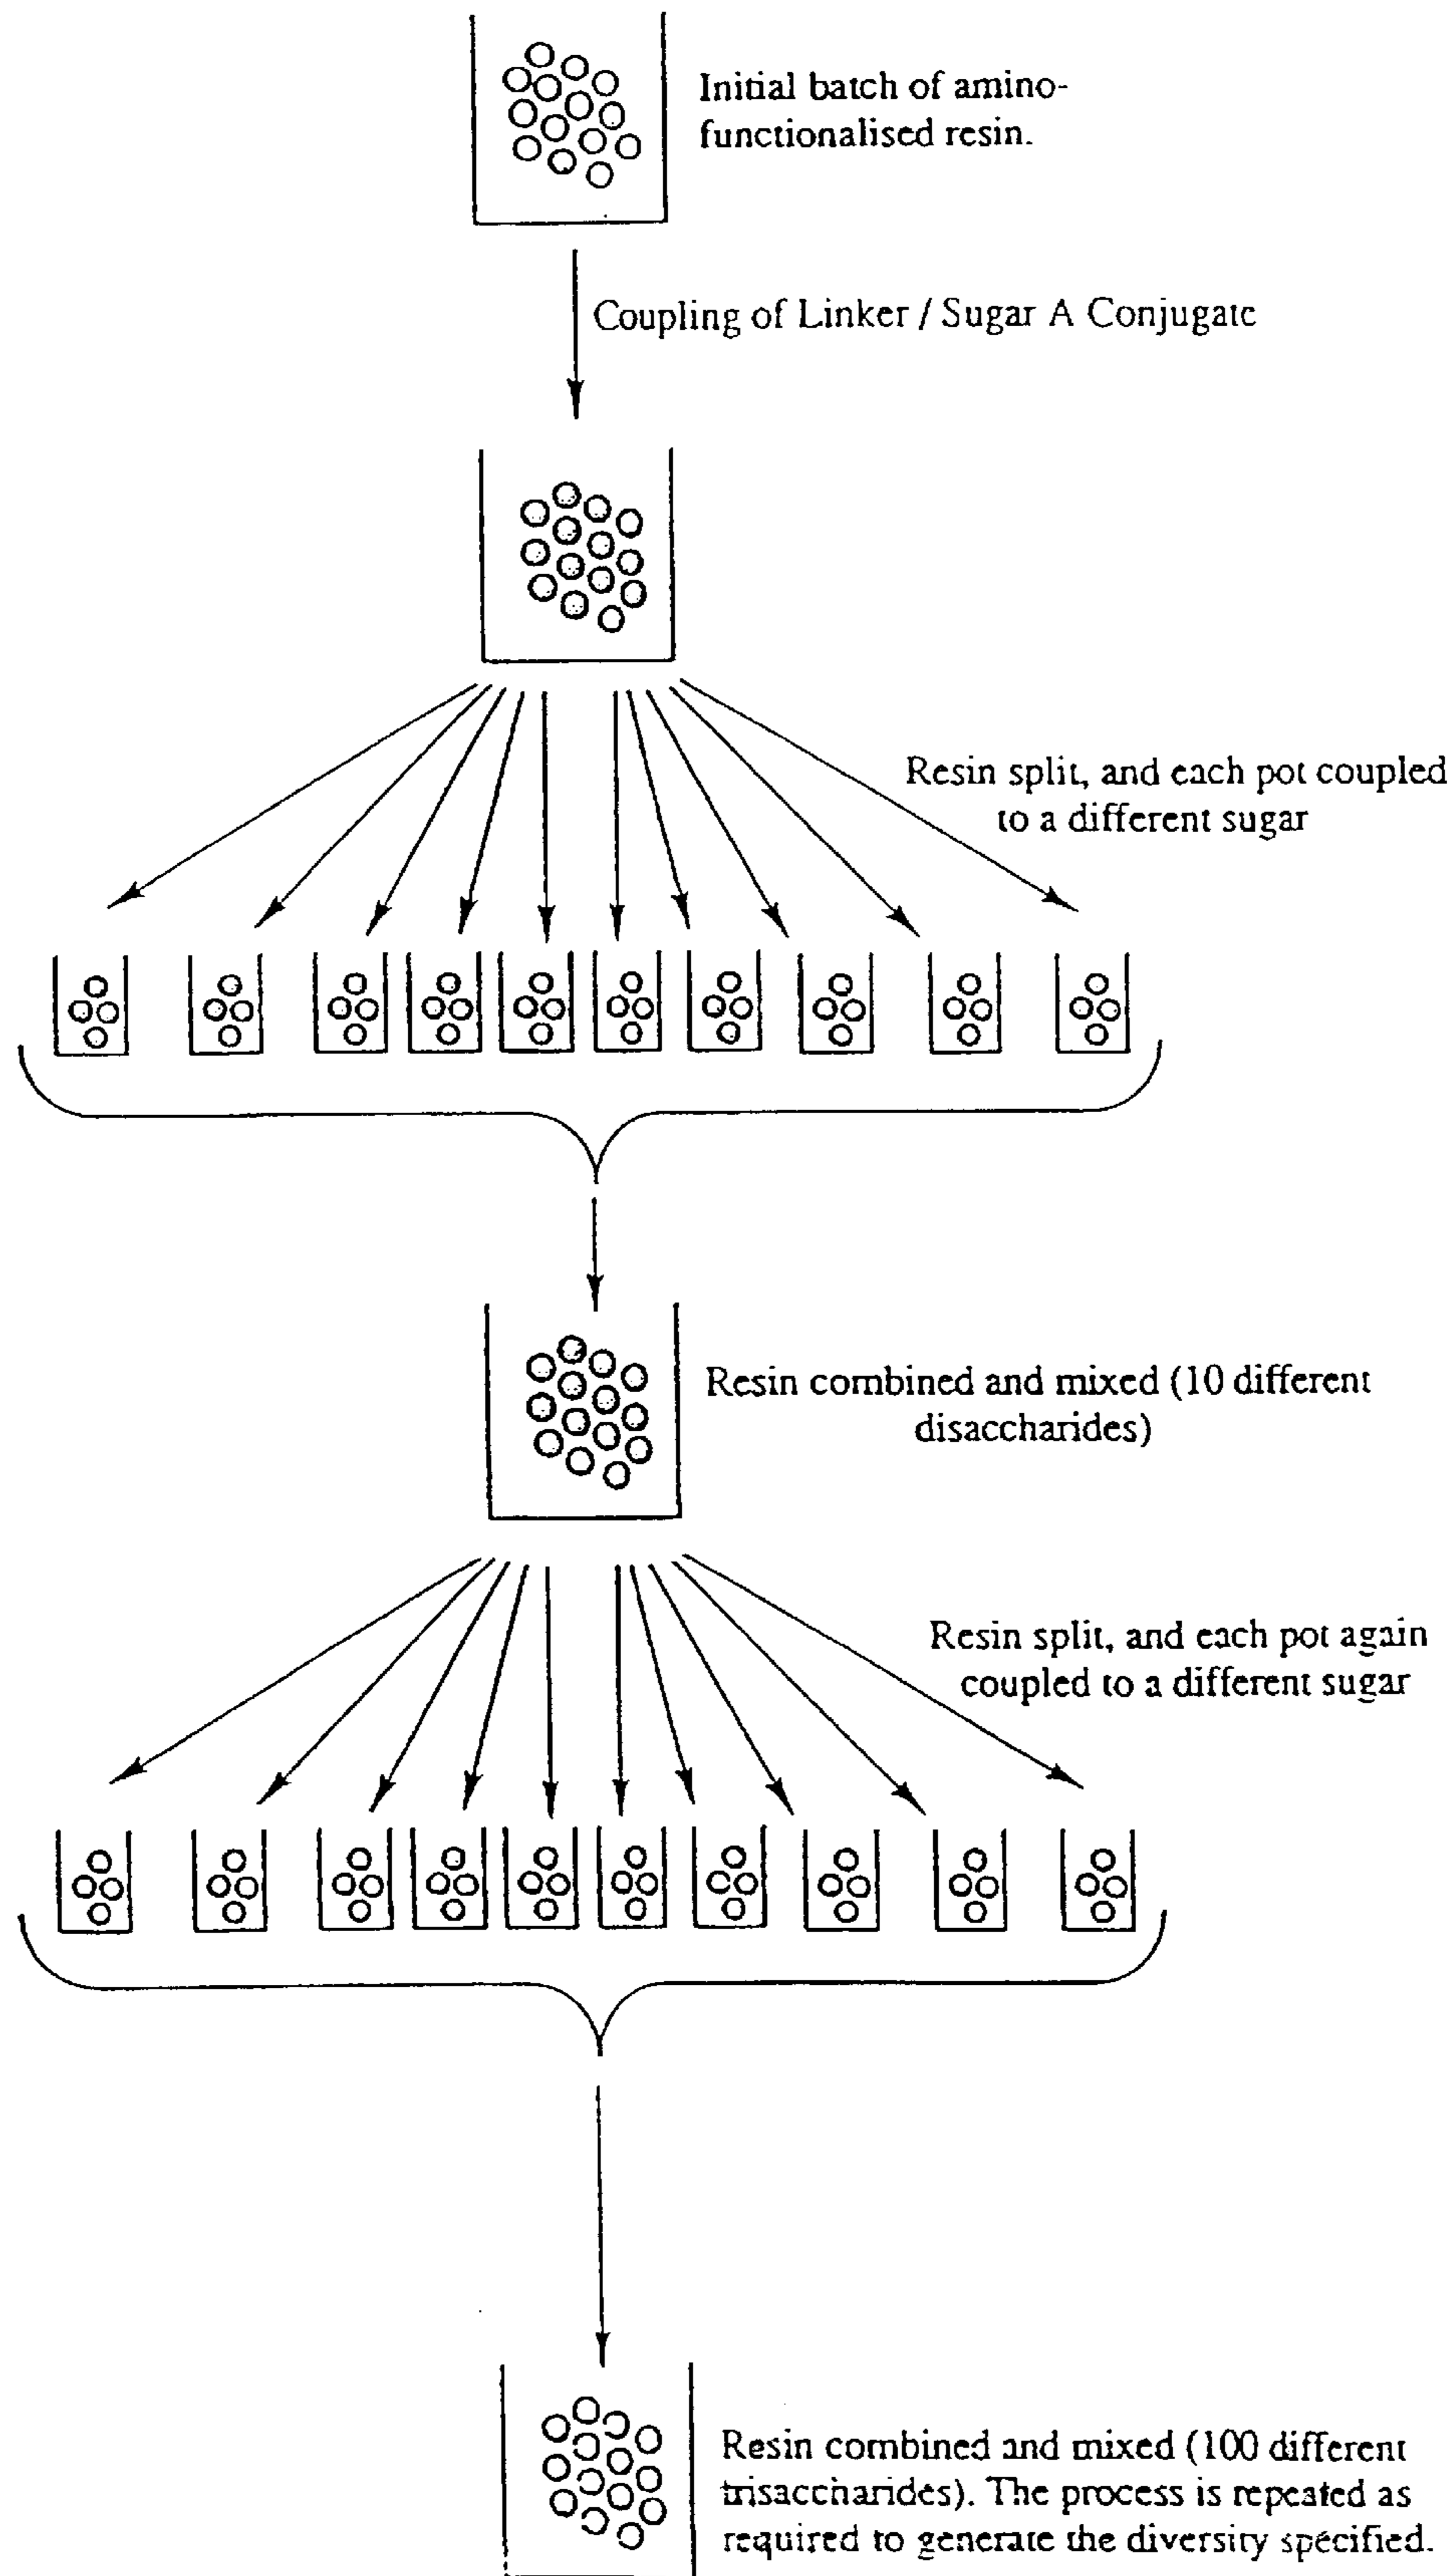 Initial batch of amino-
functionalised resin.
Coupling of Linker / Sugar A Conjugate
Resin split, and each pot coupled
to a different sugar
Resin combined and mixed (10 different
disaccharides)
Resin split, and each pot again
coupled to a different sugar
Resin combined and mixed (100 different
trisaccharides). The process is repeated as
required to generate the diversity specified.